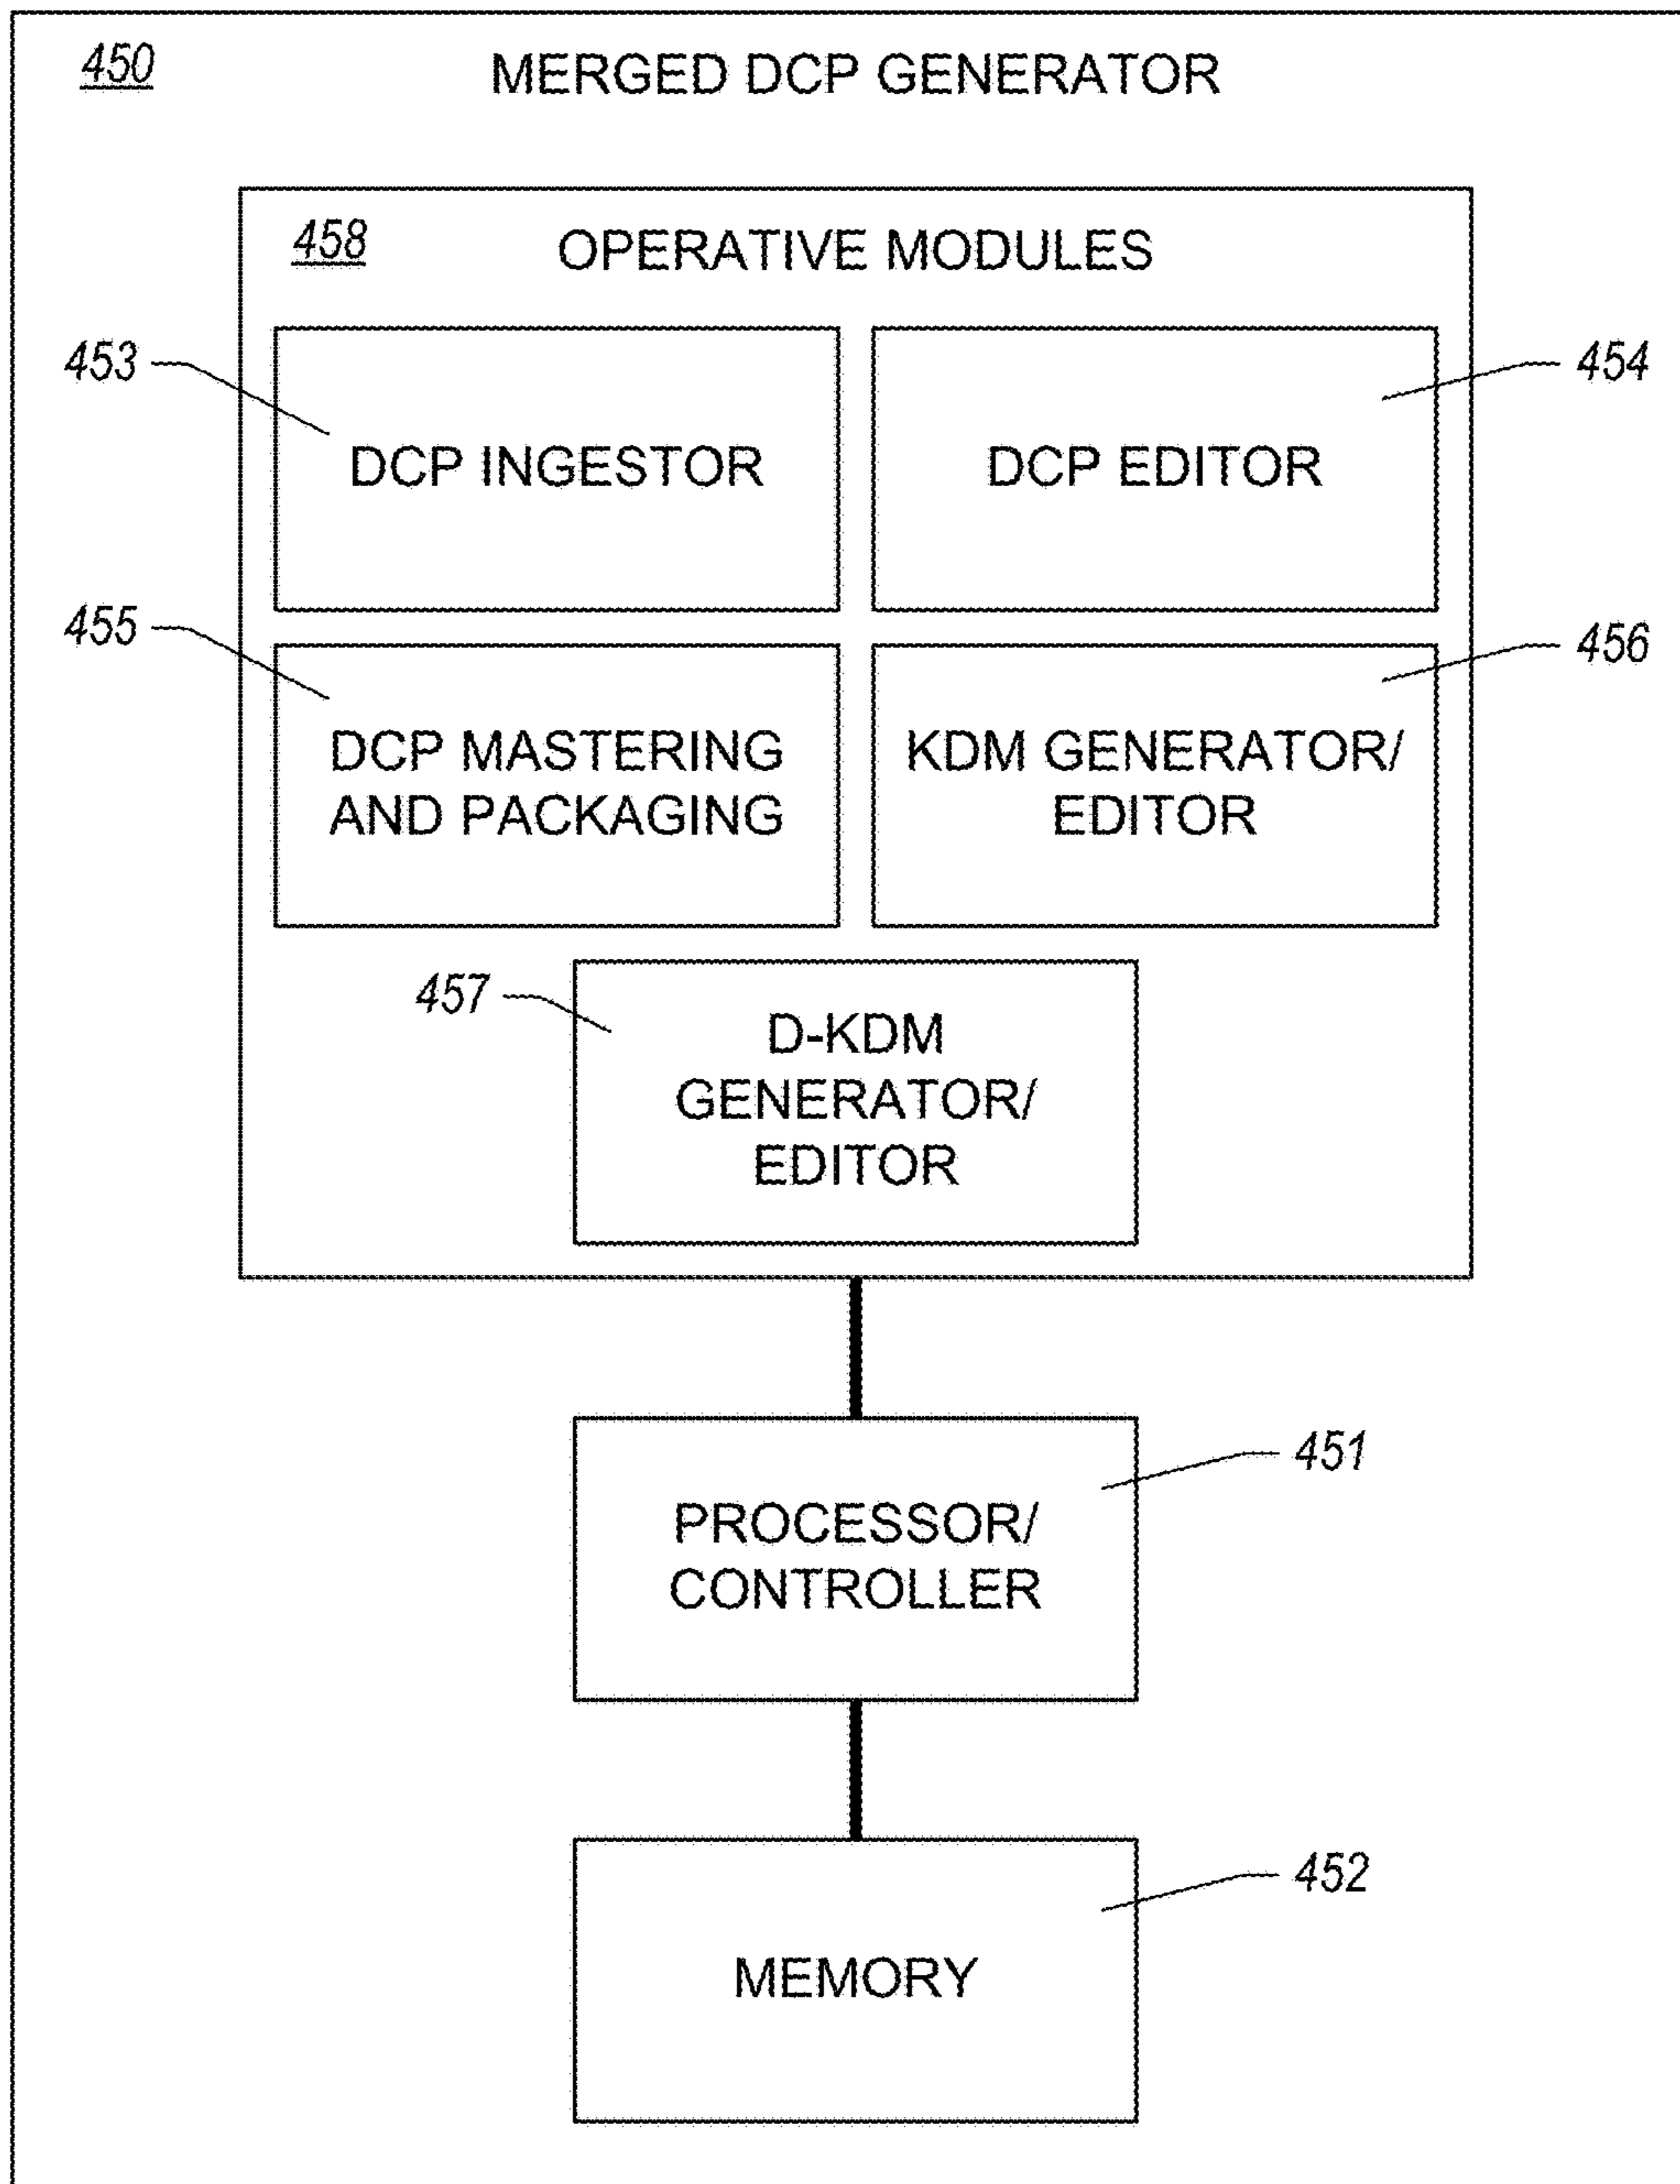 450
MERGED DCP GENERATOR
458
OPERATIVE MODULES
453
454
DCP INGESTOR
DCP EDITOR
455
456
DCP MASTERING
AND PACKAGING
KDM GENERATOR/
EDITOR
457
D-KDM
GENERATOR/
EDITOR
451
PROCESSOR/
CONTROLLER
452
MEMORY